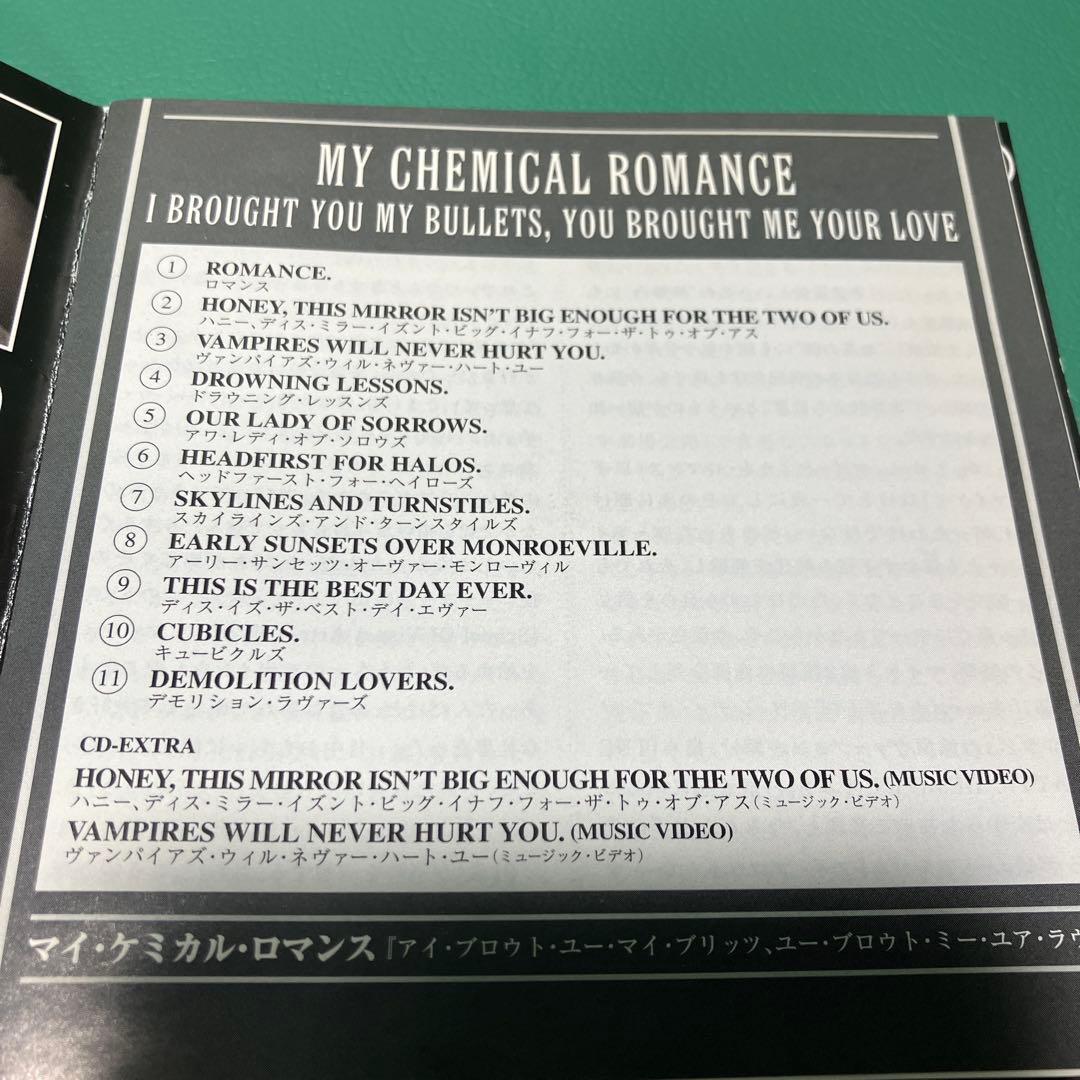 MY CHEMICAL ROMANCE
I BROUGHT YOU MY BULLETS, YOU BROUGHT ME YOUR LOVE
① ROMANCE.
ロマンス
② HONEY, THIS MIRROR ISN'T BIG ENOUGH FOR THE TWO OF US.
ハニー、ディス・ミラー・イズント・ビッグ・イナフ・フォー・ザ・トゥ・オブ・アス
③ VAMPIRES WILL NEVER HURT YOU.
ヴァンパイアズ・ウィル・ネヴァー・ハート・ユー
④ DROWNING LESSONS.
ドラウニング・レッスンズ
⑤ OUR LADY OF SORROWS.
アワ・レディ・オブ・ソロウズ
⑥ HEADFIRST FOR HALOS.
ヘッドファースト・フォー・ヘイローズ
⑦ SKYLINES AND TURNSTILES.
スカイラインズ・アンド・ターンスタイルズ
⑧ EARLY SUNSETS OVER MONROEVILLE.
アーリー・サンセッツ・オーヴァー・モンローヴィル
⑨ THIS IS THE BEST DAY EVER.
ディス・イズ・ザ・ベスト・デイ・エヴァー
⑩ CUBICLES.
キュービクルズ
⑪ DEMOLITION LOVERS.
デモリション・ラヴァーズ
CD-EXTRA
HONEY, THIS MIRROR ISN'T BIG ENOUGH FOR THE TWO OF US. (MUSIC VIDEO)
ハニー、ディス・ミラー・イズント・ビッグ・イナフ・フォー・ザ・トゥ・オブ・アス(ミュージック・ビデオ)
VAMPIRES WILL NEVER HURT YOU. (MUSIC VIDEO)
ヴァンパイアズ・ウィル・ネヴァー・ハート・ユー(ミュージック・ビデオ)
マイ・ケミカル・ロマンス『アイ・ブロウト・ユー・マイ・ブリッツ、ユー・ブロウト・ミー・ユア・ラヴ